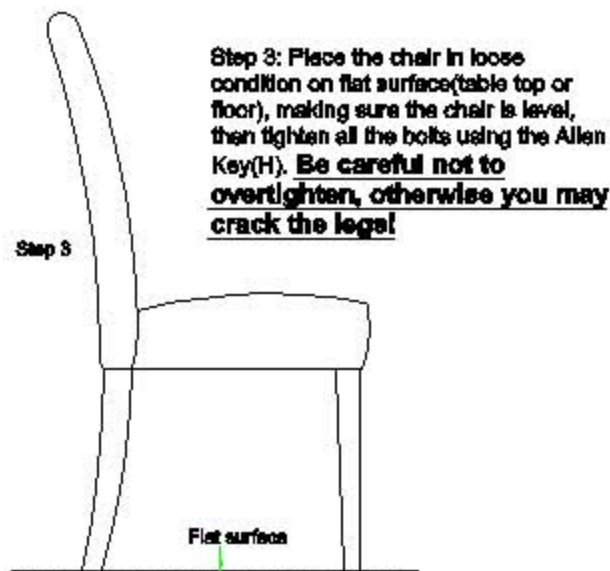 Step 3: Place the chair in loose
condition on flat surface(table top or
floor), making sure the chair is level,
then tighten all the bolts using the Allen
Key(H). Be careful not to
overtighten, otherwise you may
crack the legs!
Step 3
Flat surface